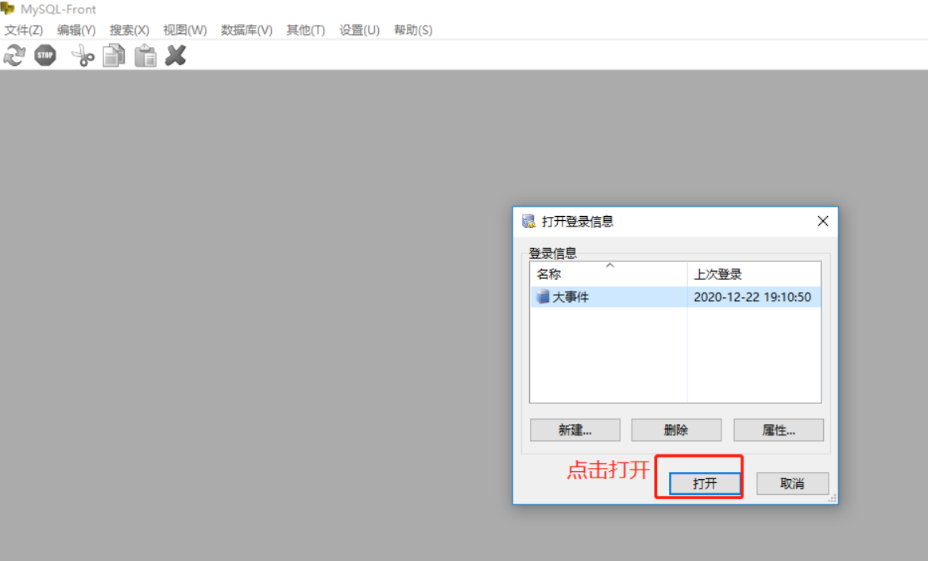 MySQL-Front
文件(Z) 编辑(Y) 搜索(X) 视图(W) 数据库(V) 其他(T) 设置(U) 帮助(S)
STOP
打开登录信息
登录信息
名称 上次登录
大事件 2020-12-22 19:10:50
新建... 删除 属性...
点击打开 打开 取消